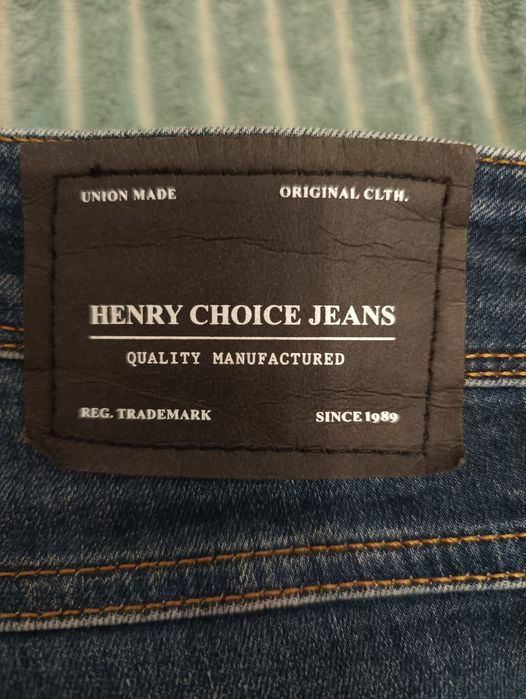 UNION MADE ORIGINAL CLTH.
HENRY CHOICE JEANS
QUALITY MANUFACTURED
REG. TRADEMARK SINCE 1989